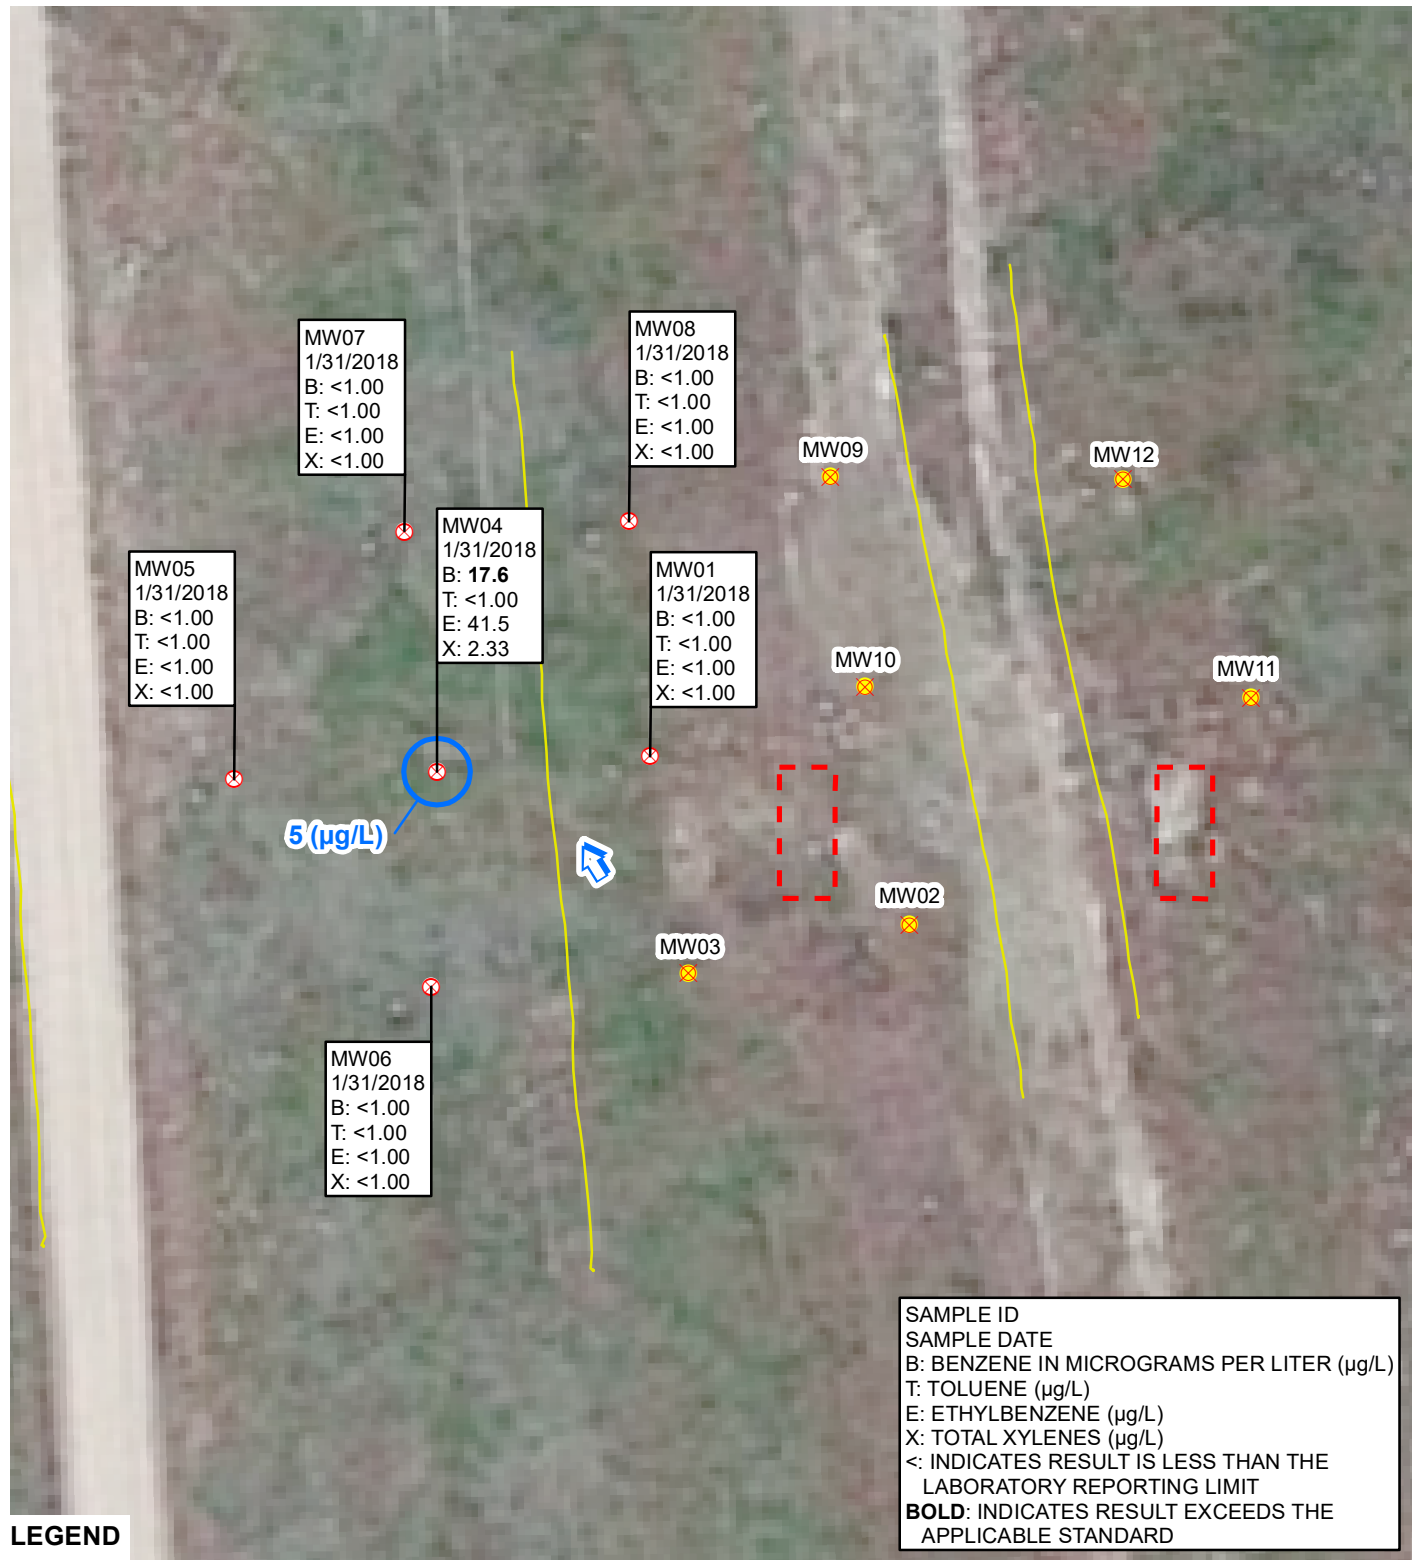 MW07
1/31/2018
B: <1.00
T: <1.00
E: <1.00
X: <1.00
MW08
1/31/2018
B: <1.00
T: <1.00
E: <1.00
X: <1.00
MW09
MW12
MW04
1/31/2018
B: 17.6
T: <1.00
E: 41.5
X: 2.33
MW05
1/31/2018
B: <1.00
T: <1.00
E: <1.00
X: <1.00
MW01
1/31/2018
B: <1.00
T: <1.00
E: <1.00
X: <1.00
MW10
MW11
5 (µg/L)
MW02
MW03
MW06
1/31/2018
B: <1.00
T: <1.00
E: <1.00
X: <1.00
SAMPLE ID
SAMPLE DATE
B: BENZENE IN MICROGRAMS PER LITER (µg/L)
T: TOLUENE (µg/L)
E: ETHYLBENZENE (µg/L)
X: TOTAL XYLENES (µg/L)
<: INDICATES RESULT IS LESS THAN THE
LABORATORY REPORTING LIMIT
BOLD: INDICATES RESULT EXCEEDS THE
APPLICABLE STANDARD
LEGEND